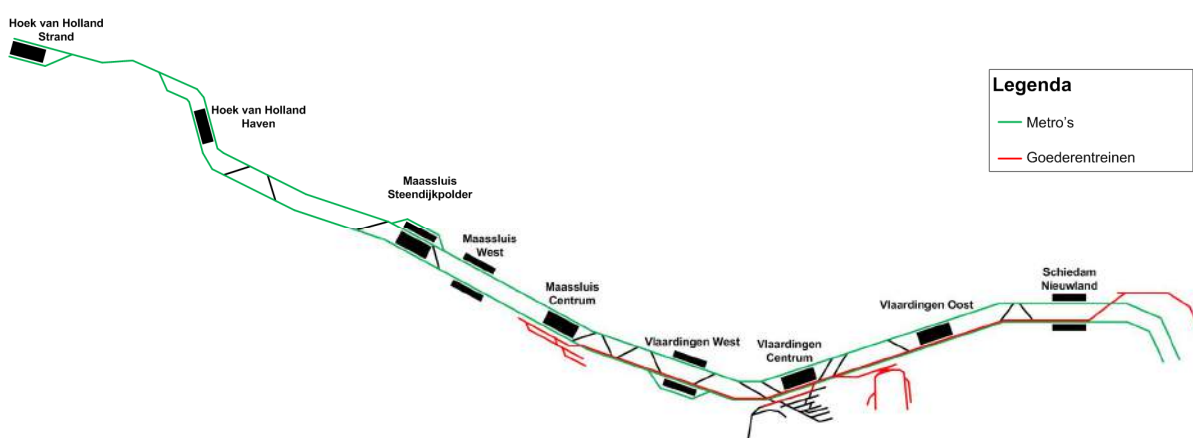 Hoek van Holland
Strand
Hoek van Holland
Haven
Maassluis
Steendijkpolder
Maassluis
West
Maassluis
Centrum
Vlaardingen West
Vlaardingen
Centrum
Vlaardingen Oost
Schiedam
Nieuwland
Legenda
Metro's
Goederentreinen